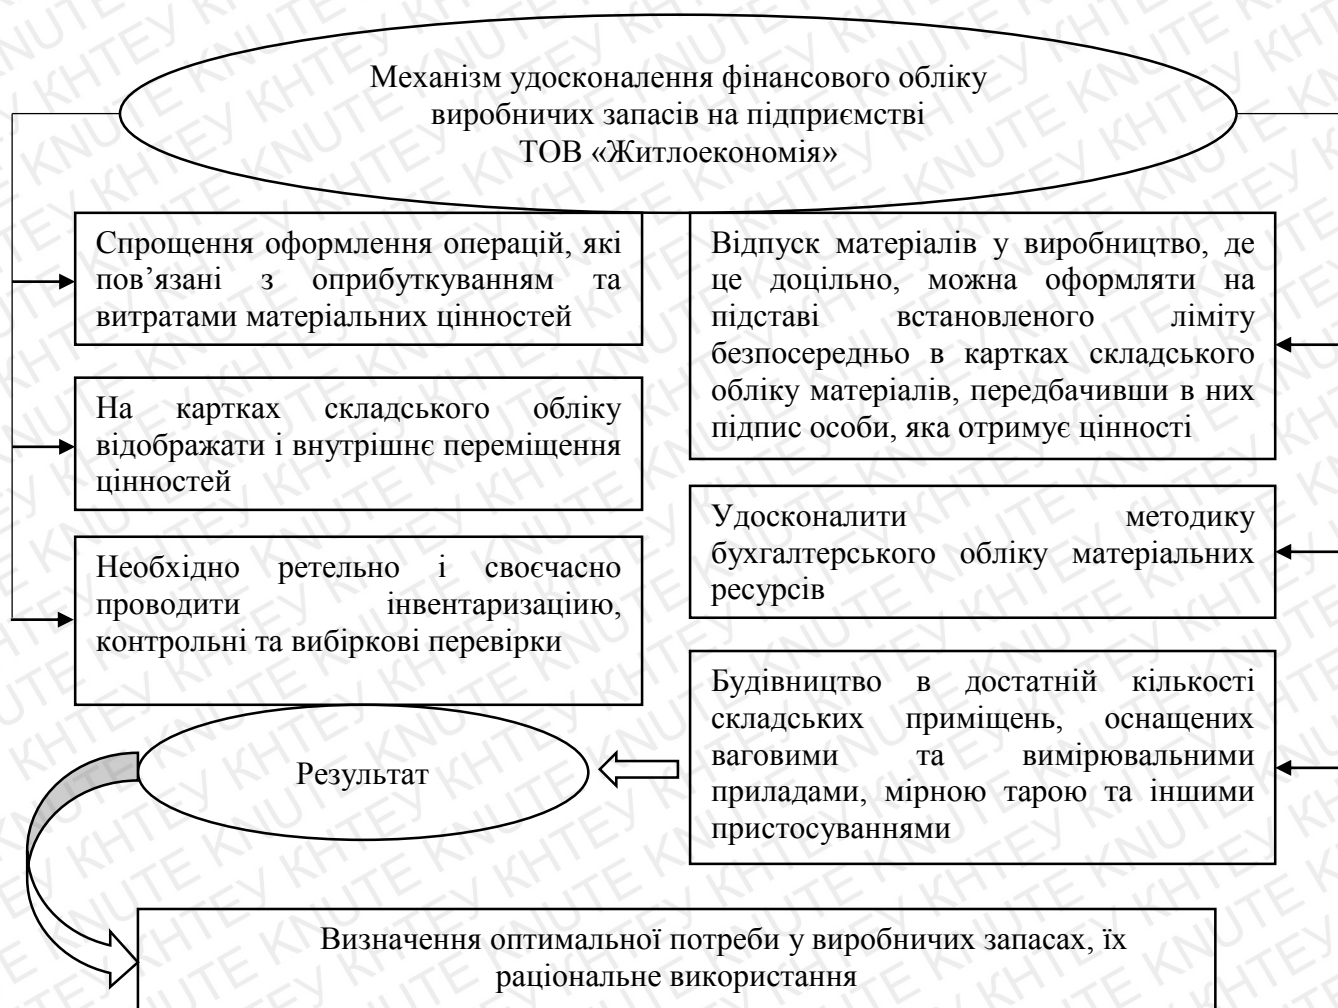 Механізм удосконалення фінансового обліку
виробничих запасів на підприємстві
ТОВ «Житлоекономія»
Спрощення оформлення операцій, які
пов’язані з оприбуткуванням та
витратами матеріальних цінностей
На картках складського обліку
відображати і внутрішнє переміщення
цінностей
Необхідно ретельно і своєчасно
проводити інвентаризаціию,
контрольні та вибіркові перевірки
Відпуск матеріалів у виробництво, де
це доцільно, можна оформляти на
підставі встановленого ліміту
безпосередньо в картках складського
обліку матеріалів, передбачивши в них
підпис особи, яка отримує цінності
Удосконалити методику
бухгалтерського обліку матеріальних
ресурсів
Будівництво в достатній кількості
складських приміщень, оснащених
ваговими та вимірювальними
приладами, мірною тарою та іншими
пристосуваннями
Результат
Визначення оптимальної потреби у виробничих запасах, їх
раціональне використання